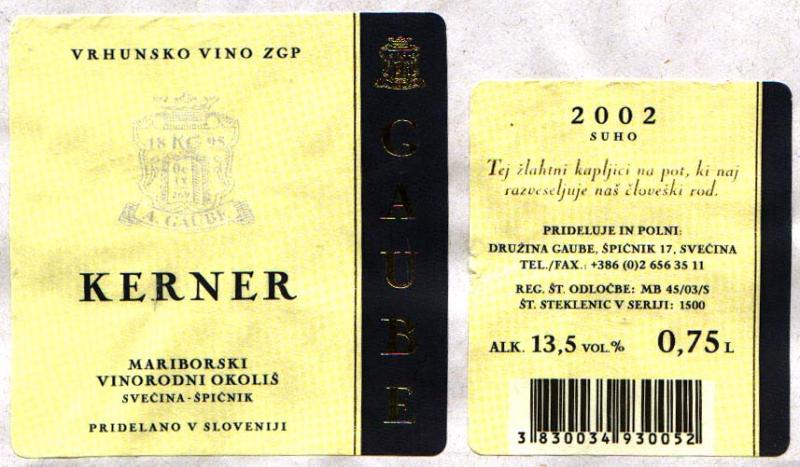 VRHUNSKO VINO ZGP
18 KG 95
A. GAUBE
KERNER
MARIBORSKI
VINORODNI OKOLIŠ
SVEČINA-ŠPIČNIK
PRIDELANO V SLOVENIJI
GAUBE
2002
SUHO
Tej žlahtni kapljici na pot, ki naj
razveseljuje naš človeški rod.
PRIDELUJE IN POLNI:
DRUŽINA GAUBE, ŠPIČNIK 17, SVEČINA
TEL./FAX.: +386 (0)2 656 35 11
REG. ŠT. ODLOČBE: MB 45/03/S
ŠT. STEKLENIC V SERIJI: 1500
ALK. 13,5 VOL.% 0,75 L
3 830034 930052